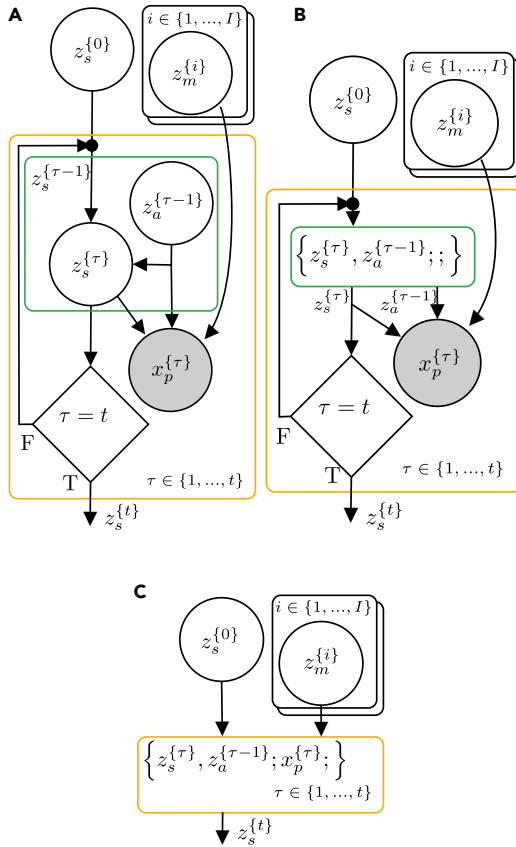 A
z_s^{0}
i ∈ {1, ..., I}
z_m^{i}
z_s^{τ−1}
z_a^{τ−1}
z_s^{τ}
x_p^{τ}
τ = t
F
T
τ ∈ {1, ..., t}
z_s^{t}
B
z_s^{0}
i ∈ {1, ..., I}
z_m^{i}
{z_s^{τ}, z_a^{τ−1}; ; }
z_s^{τ}
z_a^{τ−1}
x_p^{τ}
τ = t
F
T
τ ∈ {1, ..., t}
z_s^{t}
C
z_s^{0}
i ∈ {1, ..., I}
z_m^{i}
{z_s^{τ}, z_a^{τ−1}; x_p^{τ}; }
τ ∈ {1, ..., t}
z_s^{t}